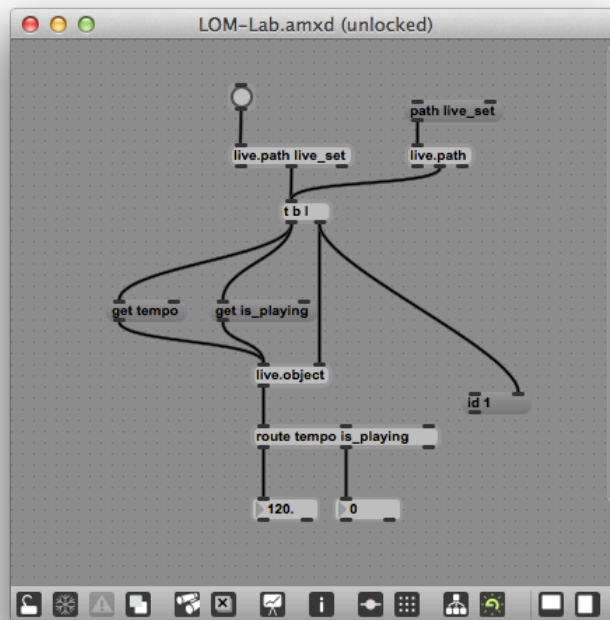 LOM-Lab.amxd (unlocked)
path live_set
live.path live_set
live.path
t b l
get tempo
get is_playing
live.object
id 1
route tempo is_playing
120.
0